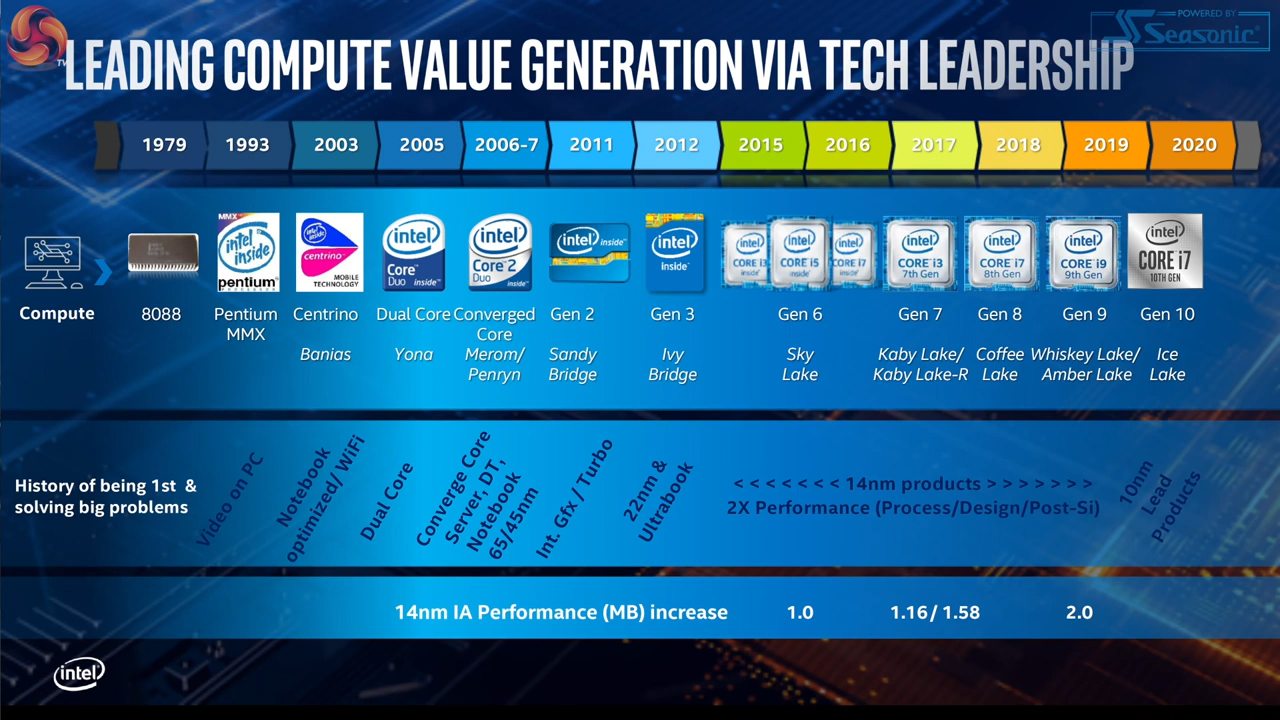 POWERED BY
Seasonic
TV
LEADING COMPUTE VALUE GENERATION VIA TECH LEADERSHIP
1979 1993 2003 2005 2006-7 2011 2012 2015 2016 2017 2018 2019 2020
MMX
intel inside pentium
intel inside centrino MOBILE TECHNOLOGY
intel Core Duo inside
intel Core 2 Duo inside
intel inside
intel inside
intel CORE i3 inside
intel CORE i5 inside
intel CORE i7 inside
intel CORE i3 7th Gen
intel CORE i7 8th Gen
intel CORE i9 9th Gen
intel CORE i7 10TH GEN
Compute
8088
Pentium
MMX
Centrino
Banias
Dual Core
Yona
Converged
Core
Merom/
Penryn
Gen 2
Sandy
Bridge
Gen 3
Ivy
Bridge
Gen 6
Sky
Lake
Gen 7
Kaby Lake/
Kaby Lake-R
Gen 8
Coffee
Lake
Gen 9
Whiskey Lake/
Amber Lake
Gen 10
Ice
Lake
History of being 1st &
solving big problems
Video on PC
Notebook
optimized/ WiFi
Dual Core
Converge Core
Server, DT,
Notebook
65/45nm
Int. Gfx / Turbo
22nm &
Ultrabook
< < < < < < < 14nm products > > > > > > >
2X Performance (Process/Design/Post-Si)
10nm
Lead
Products
14nm IA Performance (MB) increase 1.0 1.16 / 1.58 2.0
intel